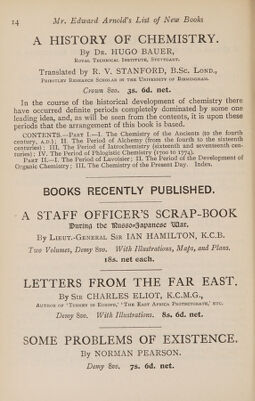 14 Mr. Edward Arnold's List of New Books
A HISTORY OF CHEMISTRY.
By Dr. HUGO BAUER,
Royal Technical Institute, Stuttgart.
Translated by R. V. STANFORD, B.Sc. Lond.,
Priestley Research Scholar in the University of Birmingham.
Crown 8vo. 3s. 6d. net.
In the course of the historical development of chemistry there
have occurred definite periods completely dominated by some one
leading idea, and, as will be seen from the contents, it is upon these
periods that the arrangement of this book is based.
CONTENTS.—Part I.—I. The Chemistry of the Ancients (to the fourth
century, A.D.); II. The Period of Alchemy (from the fourth to the sixteenth
century); III. The Period of Iatrochemistry (sixteenth and seventeenth cen-
turies); IV. The Period of Phlogistic Chemistry (1700 to 1774).
Part II.—I. The Period of Lavoisier; II. The Period of the Development of
Organic Chemistry; III. The Chemistry of the Present Day. Index.
BOOKS RECENTLY PUBLISHED.
A STAFF OFFICER'S SCRAP-BOOK
During the Russo-Japanese War.
By Lieut.-General Sir IAN HAMILTON, K.C.B.
Two Volumes, Demy 8vo. With Illustrations, Maps, and Plans.
18s. net each.
LETTERS FROM THE FAR EAST.
By Sir CHARLES ELIOT, K.C.M.G.,
Author of 'Turkey in Europe,' 'The East Africa Protectorate,' etc.
Demy 8vo. With Illustrations. 8s. 6d. net.
SOME PROBLEMS OF EXISTENCE.
By NORMAN PEARSON.
Demy 8vo. 7s. 6d. net.